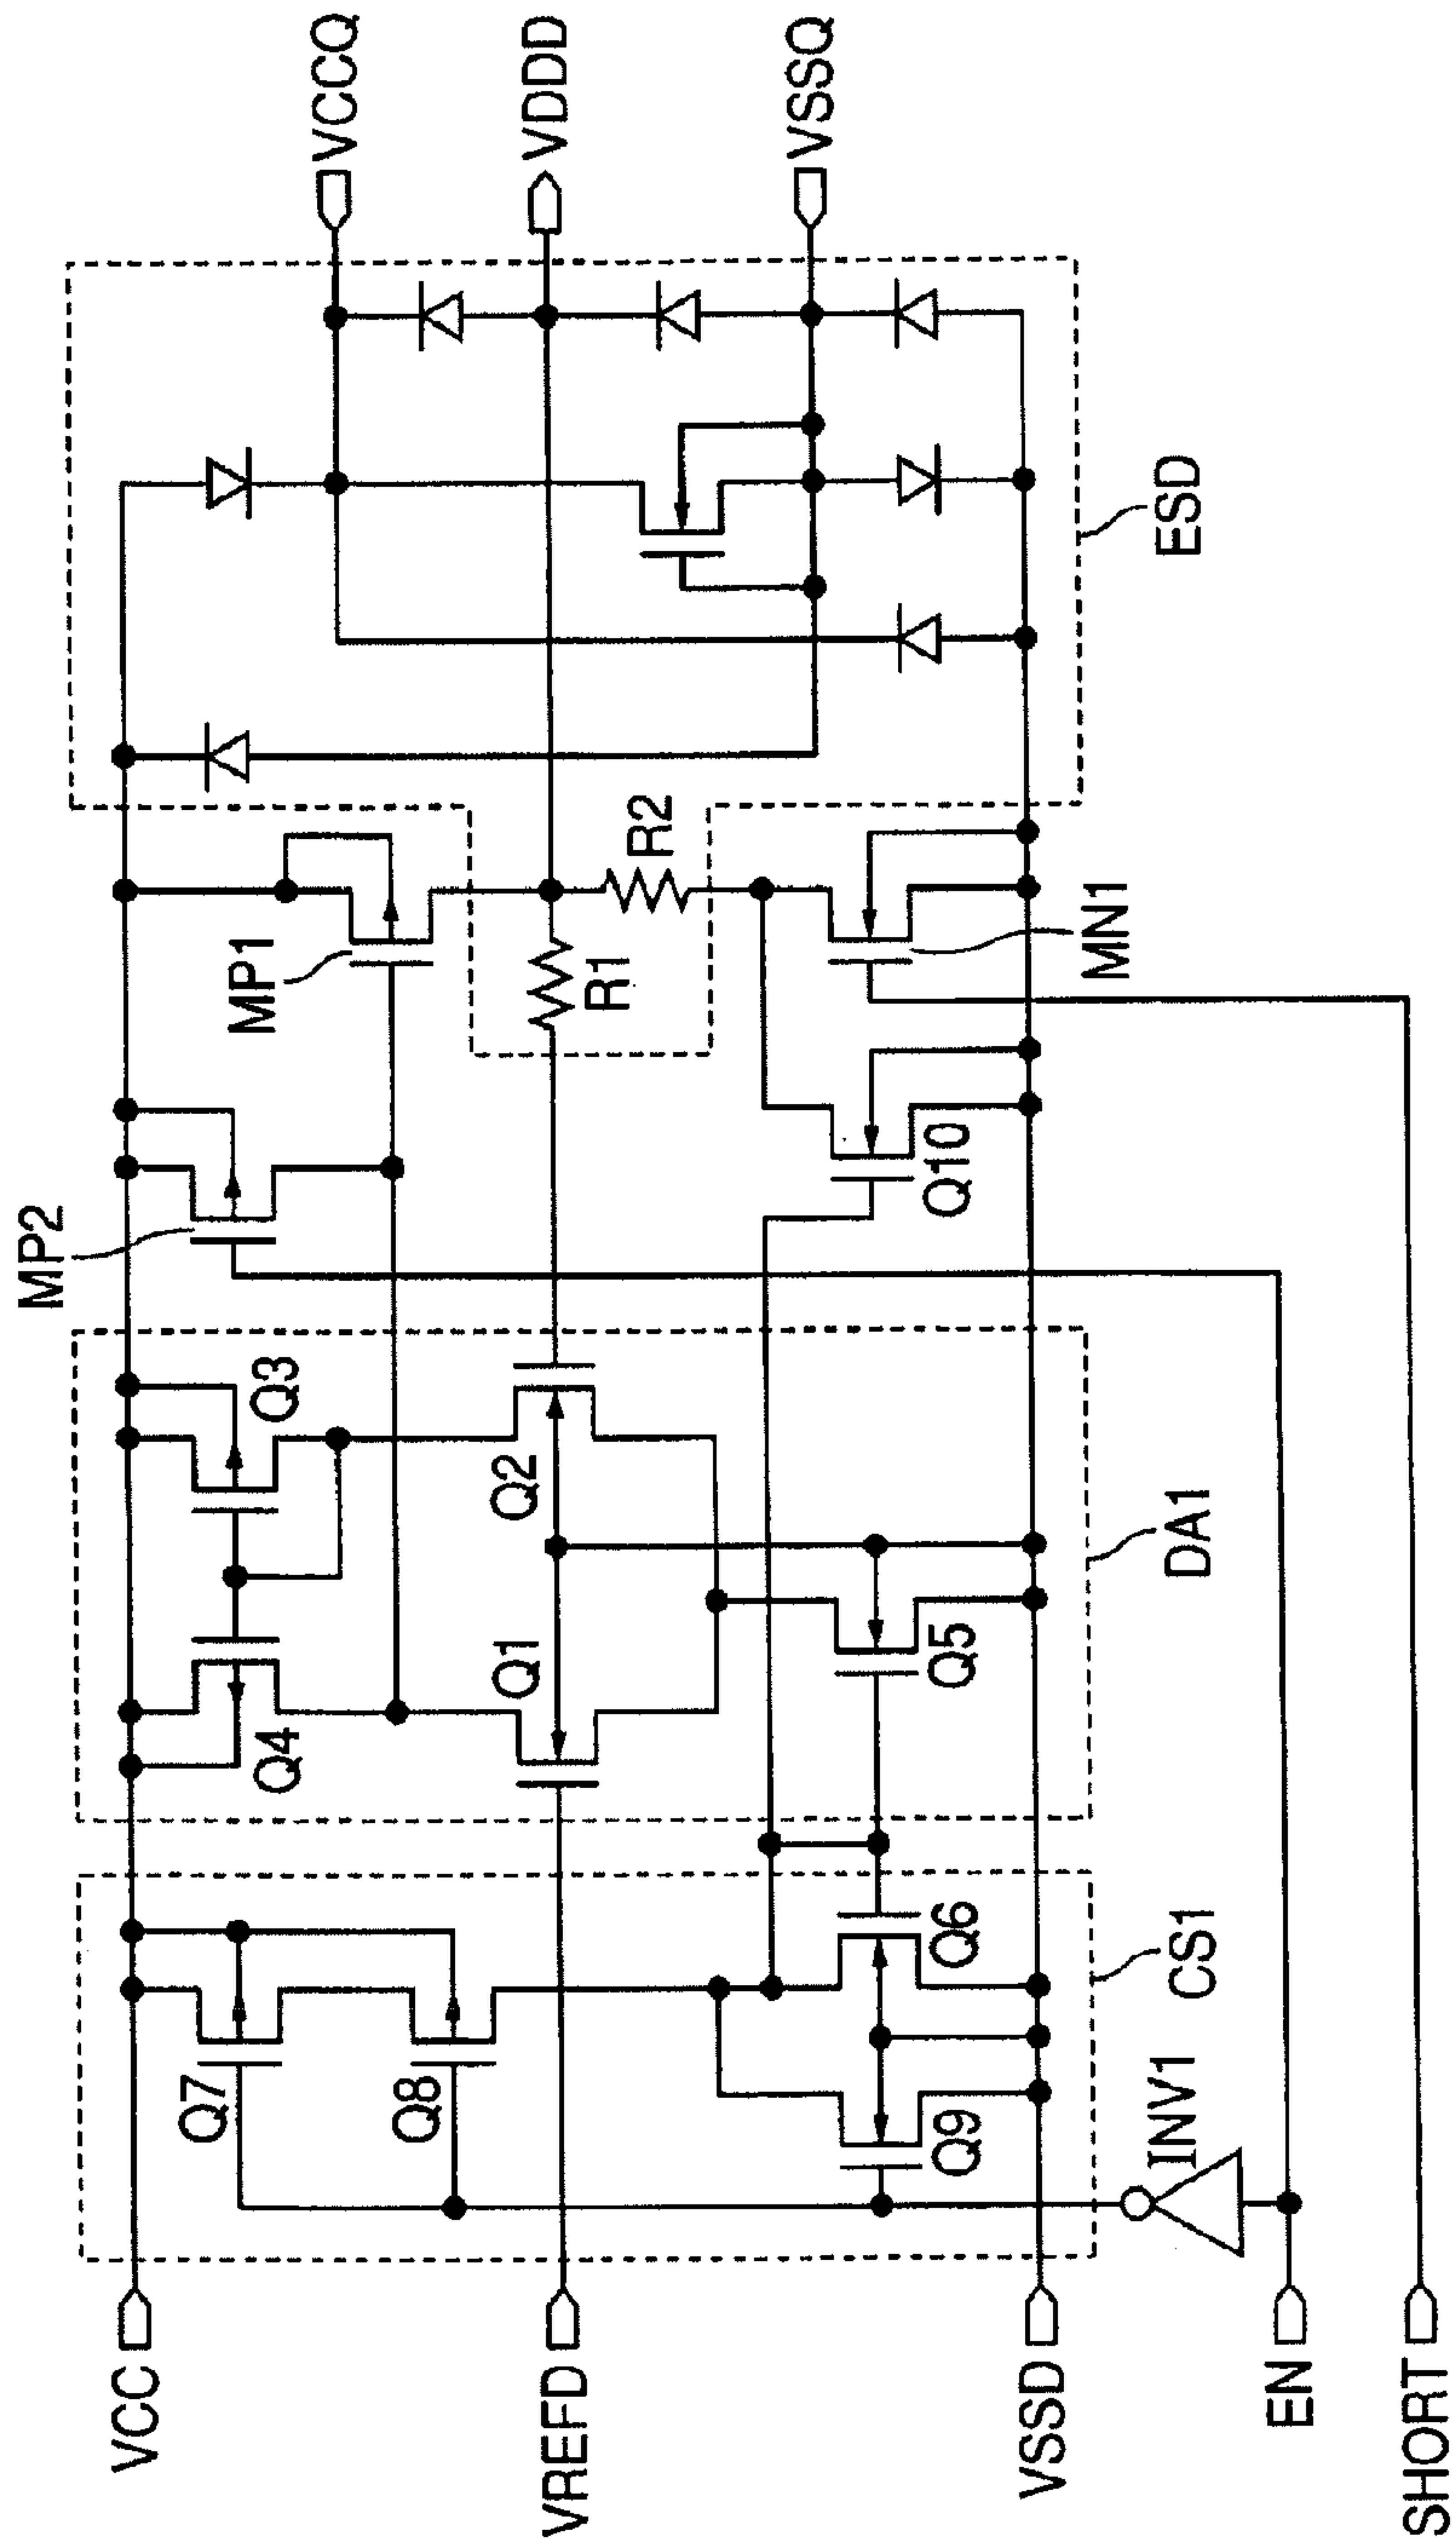 VCC
VREFD
VSSD
EN
SHORT
Q7
Q8
Q9
Q6
INV1
CS1
Q4
Q3
Q1
Q2
Q5
DA1
MP2
MP1
R1
R2
Q10
MN1
ESD
VCCQ
VDDD
VSSQ